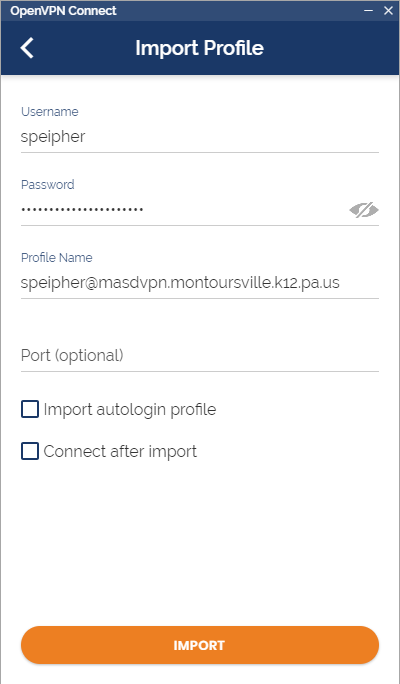 OpenVPN Connect
Import Profile
Username
speipher
Password
••••••••••••••••••••••
Profile Name
speipher@masdvpn.montoursville.k12.pa.us
Port (optional)
Import autologin profile
Connect after import
IMPORT